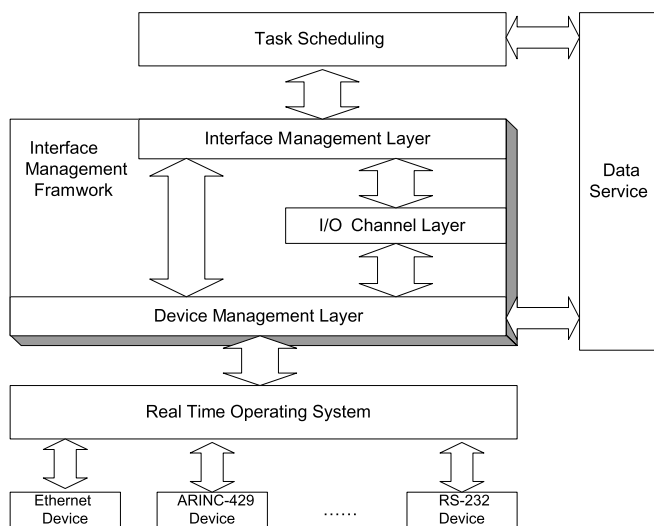 Task Scheduling
Interface Management Layer
Interface
Management
Framwork
Data
Service
I/O Channel Layer
Device Management Layer
Real Time Operating System
Ethernet
Device
ARINC-429
Device
......
RS-232
Device